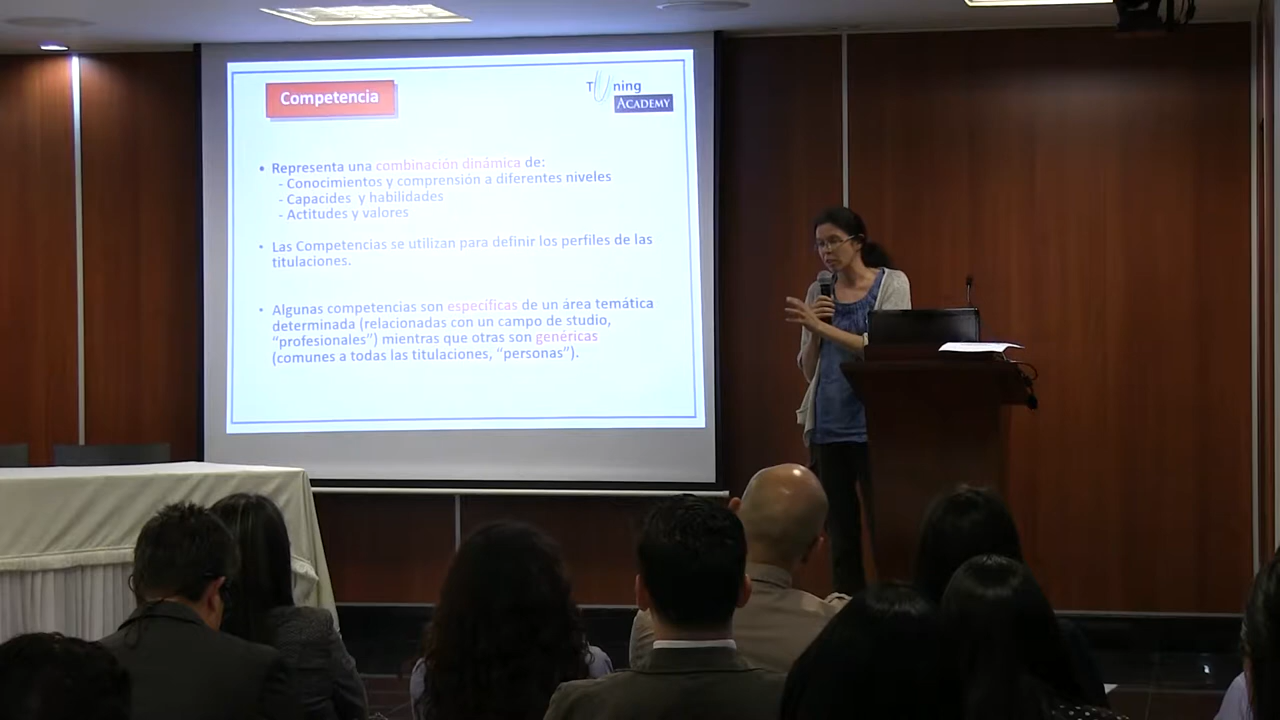 Competencia
TUning
ACADEMY
• Representa una combinación dinámica de:
- Conocimientos y comprensión a diferentes niveles
- Capacides y habilidades
- Actitudes y valores
• Las Competencias se utilizan para definir los perfiles de las
titulaciones.
• Algunas competencias son específicas de un área temática
determinada (relacionadas con un campo de studio,
“profesionales”) mientras que otras son genéricas
(comunes a todas las titulaciones, “personas”).